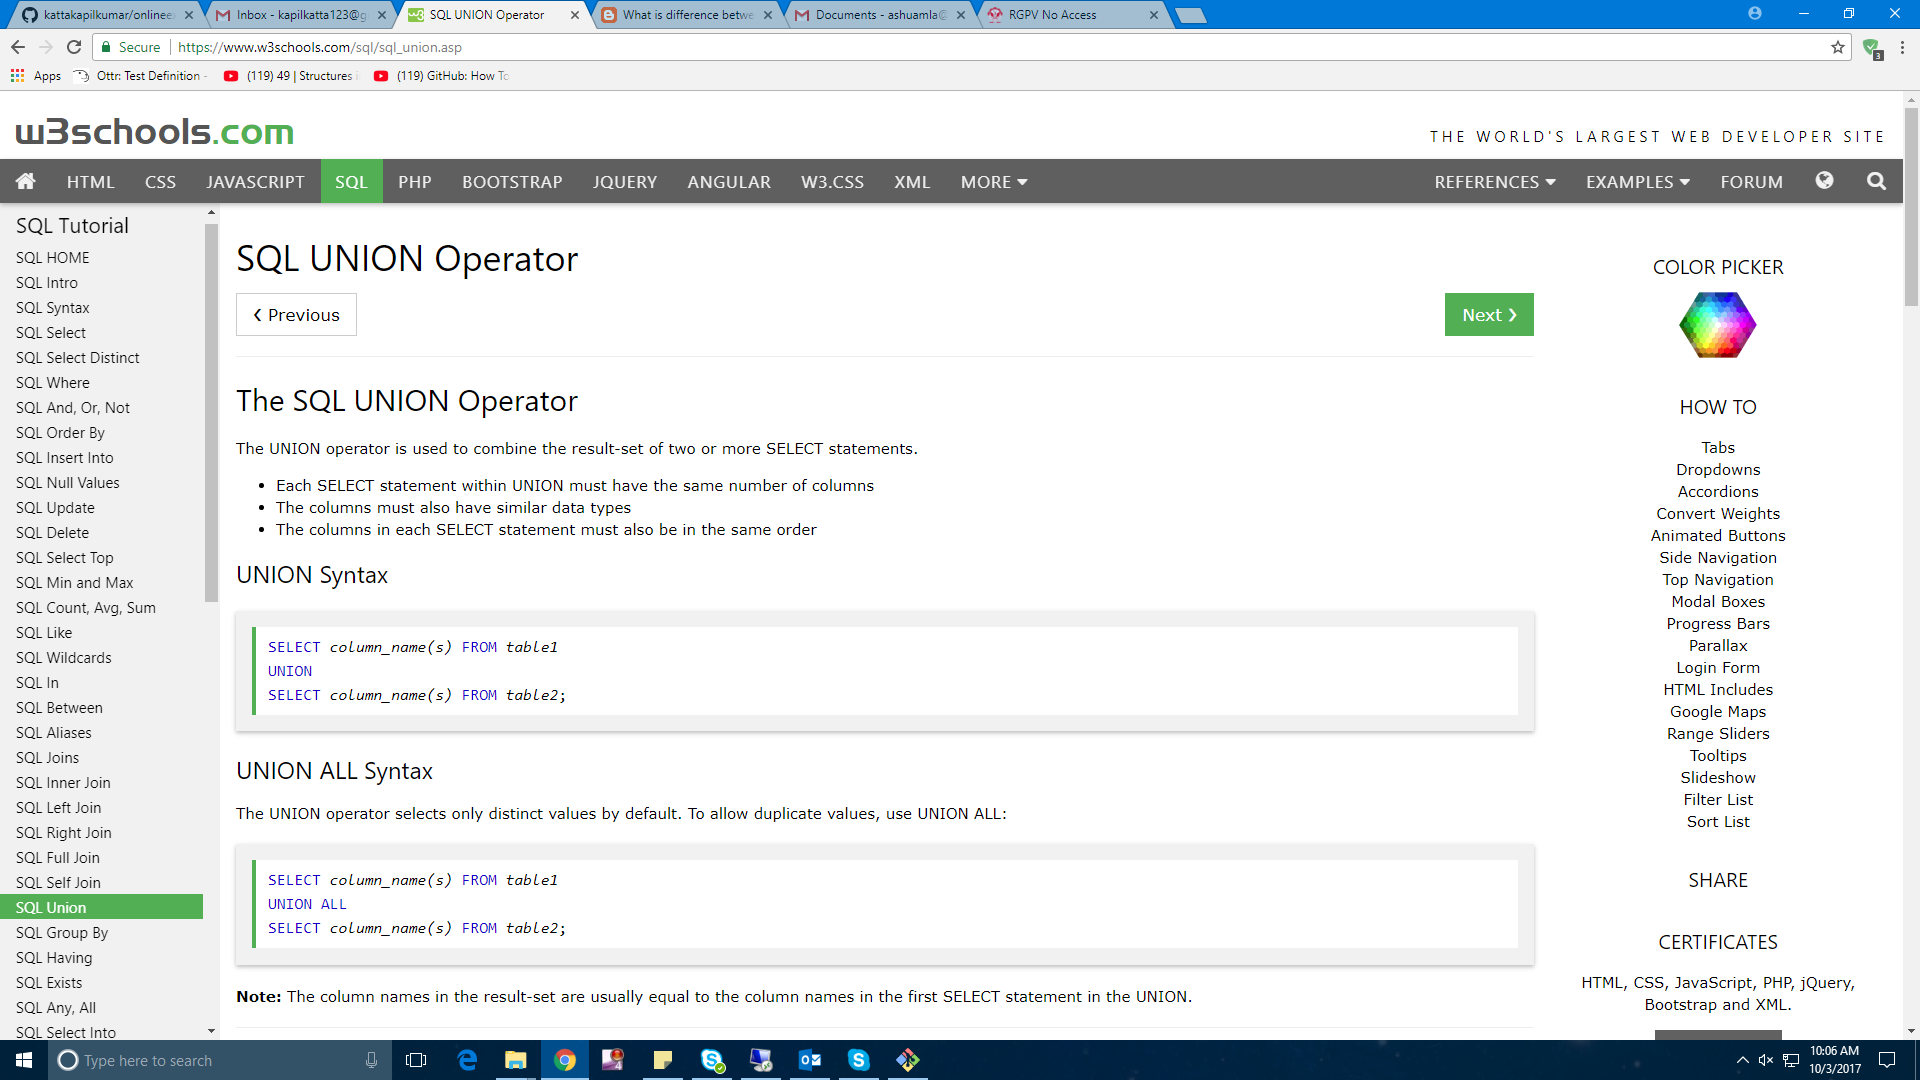 kattakapilkumar/onlinee
Inbox - kapilkatta123@g
SQL UNION Operator
What is difference betwe
Documents - ashuamla@
RGPV No Access
Secure
https://www.w3schools.com/sql/sql_union.asp
3
Apps
Ottr: Test Definition -
(119) 49 | Structures i
(119) GitHub: How To
w3schools.com
THE WORLD'S LARGEST WEB DEVELOPER SITE
HTML CSS JAVASCRIPT SQL PHP BOOTSTRAP JQUERY ANGULAR W3.CSS XML MORE REFERENCES EXAMPLES FORUM
SQL Tutorial
SQL HOME
SQL Intro
SQL Syntax
SQL Select
SQL Select Distinct
SQL Where
SQL And, Or, Not
SQL Order By
SQL Insert Into
SQL Null Values
SQL Update
SQL Delete
SQL Select Top
SQL Min and Max
SQL Count, Avg, Sum
SQL Like
SQL Wildcards
SQL In
SQL Between
SQL Aliases
SQL Joins
SQL Inner Join
SQL Left Join
SQL Right Join
SQL Full Join
SQL Self Join
SQL Union
SQL Group By
SQL Having
SQL Exists
SQL Any, All
SQL Select Into
SQL UNION Operator
❮ Previous
Next ❯
The SQL UNION Operator
The UNION operator is used to combine the result-set of two or more SELECT statements.
• Each SELECT statement within UNION must have the same number of columns
• The columns must also have similar data types
• The columns in each SELECT statement must also be in the same order
UNION Syntax
SELECT column_name(s) FROM table1
UNION
SELECT column_name(s) FROM table2;
UNION ALL Syntax
The UNION operator selects only distinct values by default. To allow duplicate values, use UNION ALL:
SELECT column_name(s) FROM table1
UNION ALL
SELECT column_name(s) FROM table2;
Note: The column names in the result-set are usually equal to the column names in the first SELECT statement in the UNION.
COLOR PICKER
HOW TO
Tabs
Dropdowns
Accordions
Convert Weights
Animated Buttons
Side Navigation
Top Navigation
Modal Boxes
Progress Bars
Parallax
Login Form
HTML Includes
Google Maps
Range Sliders
Tooltips
Slideshow
Filter List
Sort List
SHARE
CERTIFICATES
HTML, CSS, JavaScript, PHP, jQuery,
Bootstrap and XML.
Type here to search
10:06 AM
10/3/2017